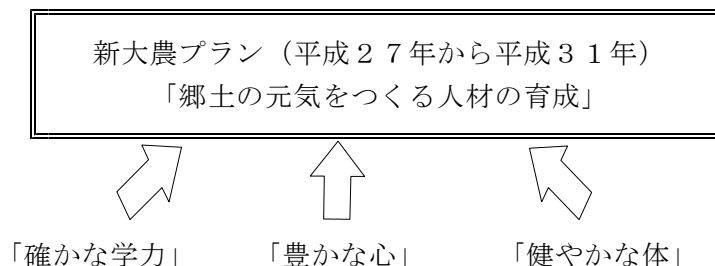 新大農プラン（平成２７年から平成３１年）
「郷土の元気をつくる人材の育成」
「確かな学力」 「豊かな心」 「健やかな体」